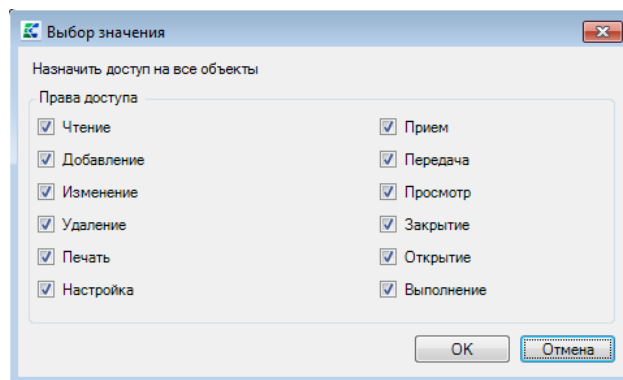 Выбор значения
Назначить доступ на все объекты
Права доступа
Чтение
Прием
Добавление
Передача
Изменение
Просмотр
Удаление
Закрытие
Печать
Открытие
Настройка
Выполнение
OK
Отмена